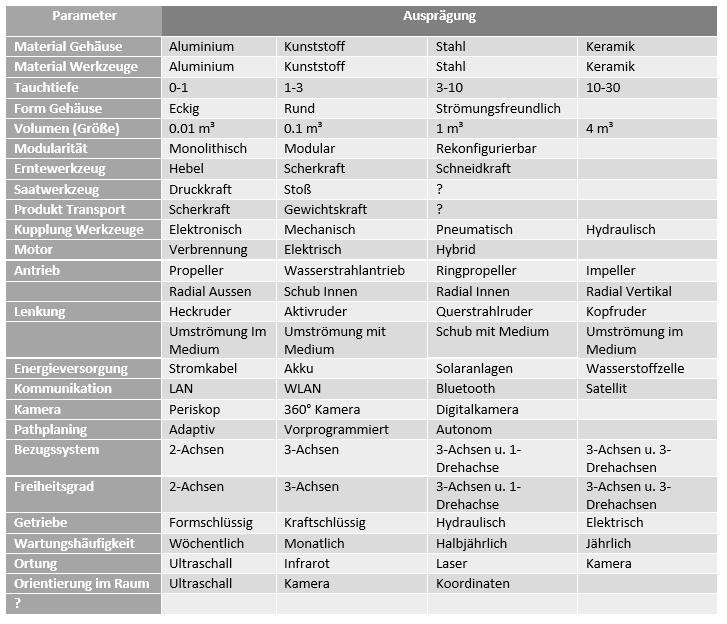 Parameter Ausprägung
Material Gehäuse Aluminium Kunststoff Stahl Keramik
Material Werkzeuge Aluminium Kunststoff Stahl Keramik
Tauchtiefe 0-1 1-3 3-10 10-30
Form Gehäuse Eckig Rund Strömungsfreundlich
Volumen (Größe) 0.01 m³ 0.1 m³ 1 m³ 4 m³
Modularität Monolithisch Modular Rekonfigurierbar
Erntewerkzeug Hebel Scherkraft Schneidkraft
Saatwerkzeug Druckkraft Stoß ?
Produkt Transport Scherkraft Gewichtskraft ?
Kupplung Werkzeuge Elektronisch Mechanisch Pneumatisch Hydraulisch
Motor Verbrennung Elektrisch Hybrid
Antrieb Propeller Wasserstrahlantrieb Ringpropeller Impeller
Radial Aussen Schub Innen Radial Innen Radial Vertikal
Lenkung Heckruder Aktivruder Querstrahlruder Kopfruder
Umströmung Im Umströmung mit Schub mit Medium Umströmung im
Medium Medium Medium
Energieversorgung Stromkabel Akku Solaranlagen Wasserstoffzelle
Kommunikation LAN WLAN Bluetooth Satellit
Kamera Periskop 360° Kamera Digitalkamera
Pathplaning Adaptiv Vorprogrammiert Autonom
Bezugssystem 2-Achsen 3-Achsen 3-Achsen u. 1- 3-Achsen u. 3-
Drehachse Drehachsen
Freiheitsgrad 2-Achsen 3-Achsen 3-Achsen u. 1- 3-Achsen u. 3-
Drehachse Drehachsen
Getriebe Formschlüssig Kraftschlüssig Hydraulisch Elektrisch
Wartungshäufigkeit Wöchentlich Monatlich Halbjährlich Jährlich
Ortung Ultraschall Infrarot Laser Kamera
Orientierung im Raum Ultraschall Kamera Koordinaten
?